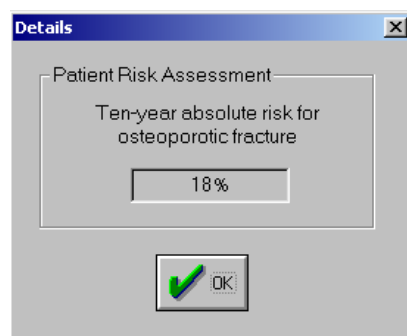 Details
Patient Risk Assessment
Ten-year absolute risk for
osteoporotic fracture
18%
OK